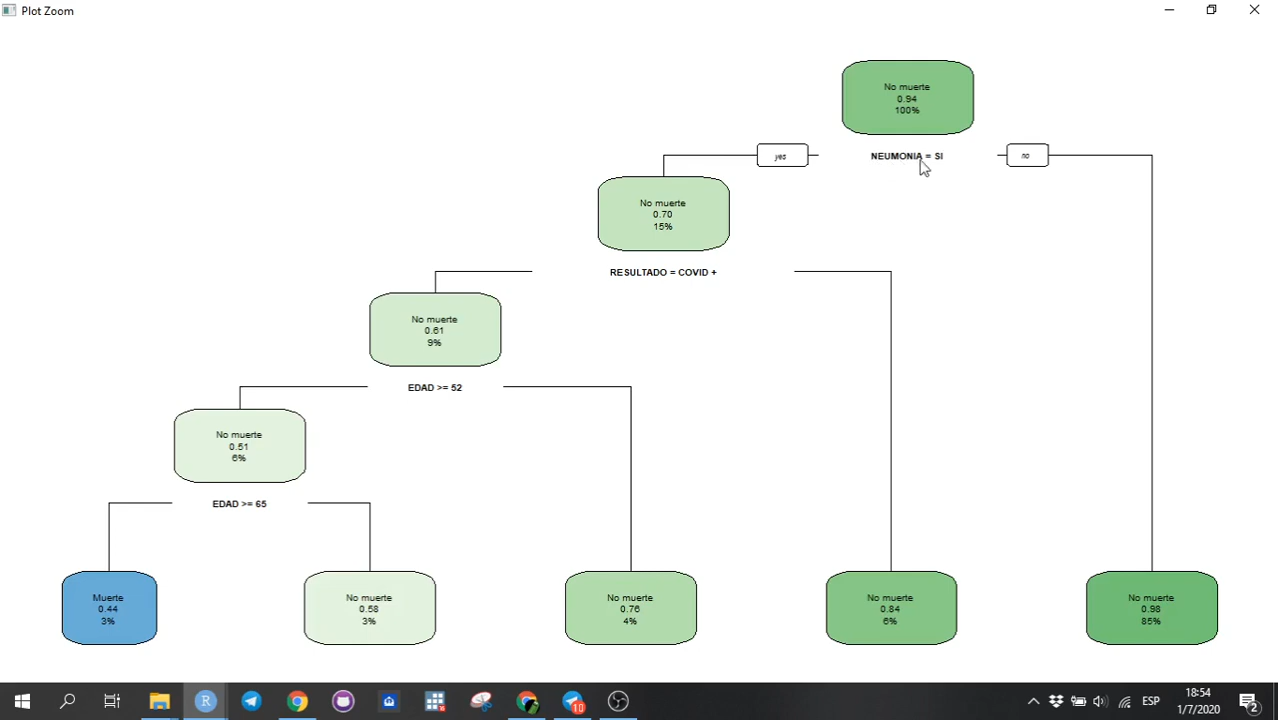 Plot Zoom
No muerte
0.94
100%
yes
NEUMONIA = SI
no
No muerte
0.70
15%
RESULTADO = COVID +
No muerte
0.61
9%
EDAD >= 52
No muerte
0.51
6%
EDAD >= 65
Muerte
0.44
3%
No muerte
0.58
3%
No muerte
0.76
4%
No muerte
0.84
6%
No muerte
0.98
85%
R
10
ESP
18:54
1/7/2020
2